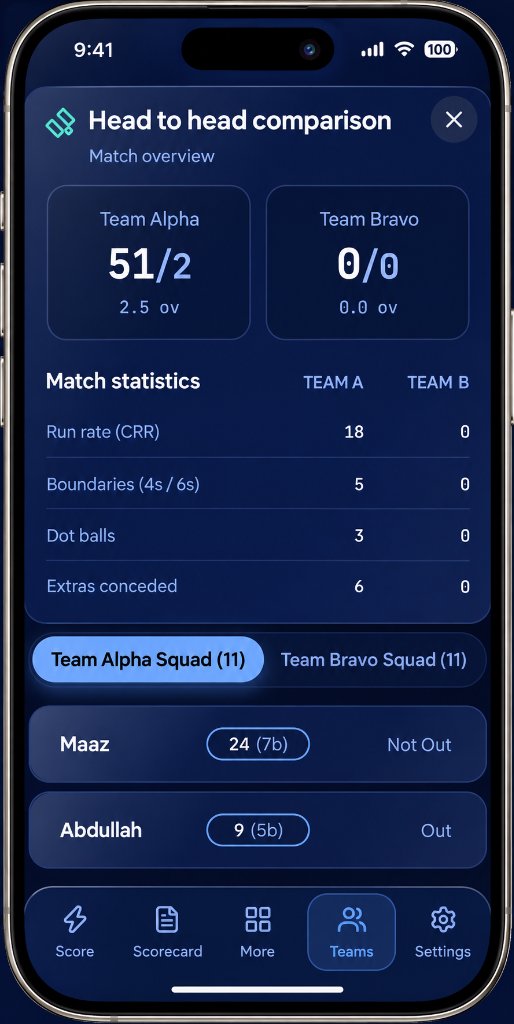 9:41
100
Head to head comparison
Match overview
Team Alpha
51/2
2.5 ov
Team Bravo
0/0
0.0 ov
Match statistics TEAM A TEAM B
Run rate (CRR) 18 0
Boundaries (4s / 6s) 5 0
Dot balls 3 0
Extras conceded 6 0
Team Alpha Squad (11) Team Bravo Squad (11)
Maaz 24 (7b) Not Out
Abdullah 9 (5b) Out
Score Scorecard More Teams Settings